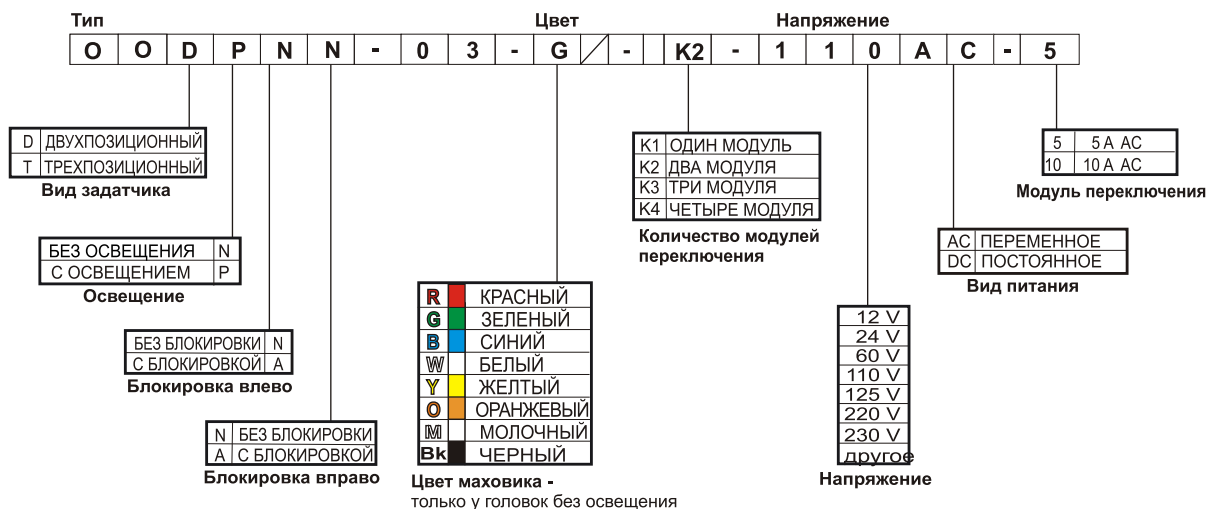 Тип Цвет Напряжение
O O D P N N - 0 3 - G / - K2 - 1 1 0 A C - 5
D ДВУХПОЗИЦИОННЫЙ
T ТРЕХПОЗИЦИОННЫЙ
Вид задатчика
БЕЗ ОСВЕЩЕНИЯ N
С ОСВЕЩЕНИЕМ P
Освещение
БЕЗ БЛОКИРОВКИ N
С БЛОКИРОВКОЙ A
Блокировка влево
N БЕЗ БЛОКИРОВКИ
A С БЛОКИРОВКОЙ
Блокировка вправо
R КРАСНЫЙ
G ЗЕЛЕНЫЙ
B СИНИЙ
W БЕЛЫЙ
Y ЖЕЛТЫЙ
O ОРАНЖЕВЫЙ
M МОЛОЧНЫЙ
Bk ЧЕРНЫЙ
Цвет маховика -
только у головок без освещения
K1 ОДИН МОДУЛЬ
K2 ДВА МОДУЛЯ
K3 ТРИ МОДУЛЯ
K4 ЧЕТЫРЕ МОДУЛЯ
Количество модулей
переключения
12 V
24 V
60 V
110 V
125 V
220 V
230 V
другое
Напряжение
AC ПЕРЕМЕННОЕ
DC ПОСТОЯННОЕ
Вид питания
5 5 A AC
10 10 A AC
Модуль переключения